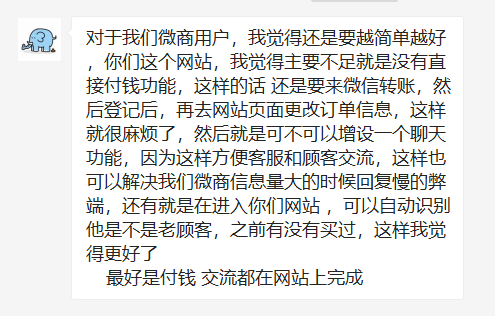 对于我们微商用户，我觉得还是要越简单越好
，你们这个网站，我觉得主要不足就是没有直
接付钱功能，这样的话 还是要来微信转账，然
后登记后，再去网站页面更改订单信息，这样
就很麻烦了，然后就是可不可以增设一个聊天
功能，因为这样方便客服和顾客交流，这样也
可以解决我们微商信息量大的时候回复慢的弊
端，还有就是在进入你们网站 ，可以自动识别
他是不是老顾客，之前有没有买过，这样我觉
得更好了
最好是付钱 交流都在网站上完成